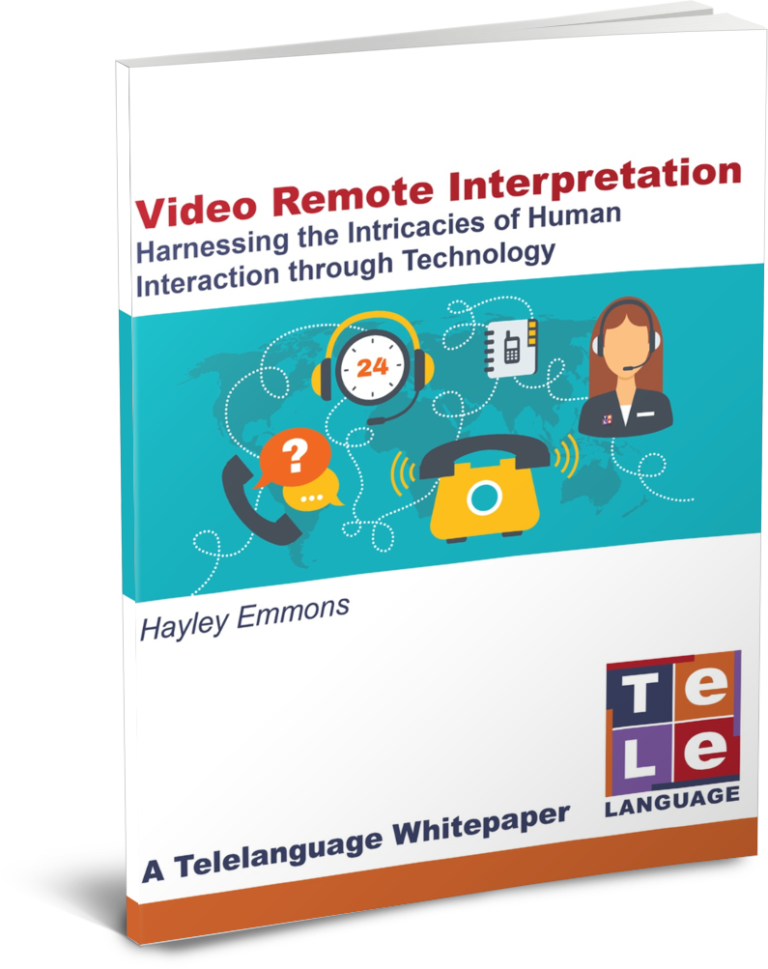 Video Remote Interpretation
Harnessing the Intricacies of Human
Interaction through Technology
24
?
Hayley Emmons
Te
Le
LANGUAGE
A Telelanguage Whitepaper